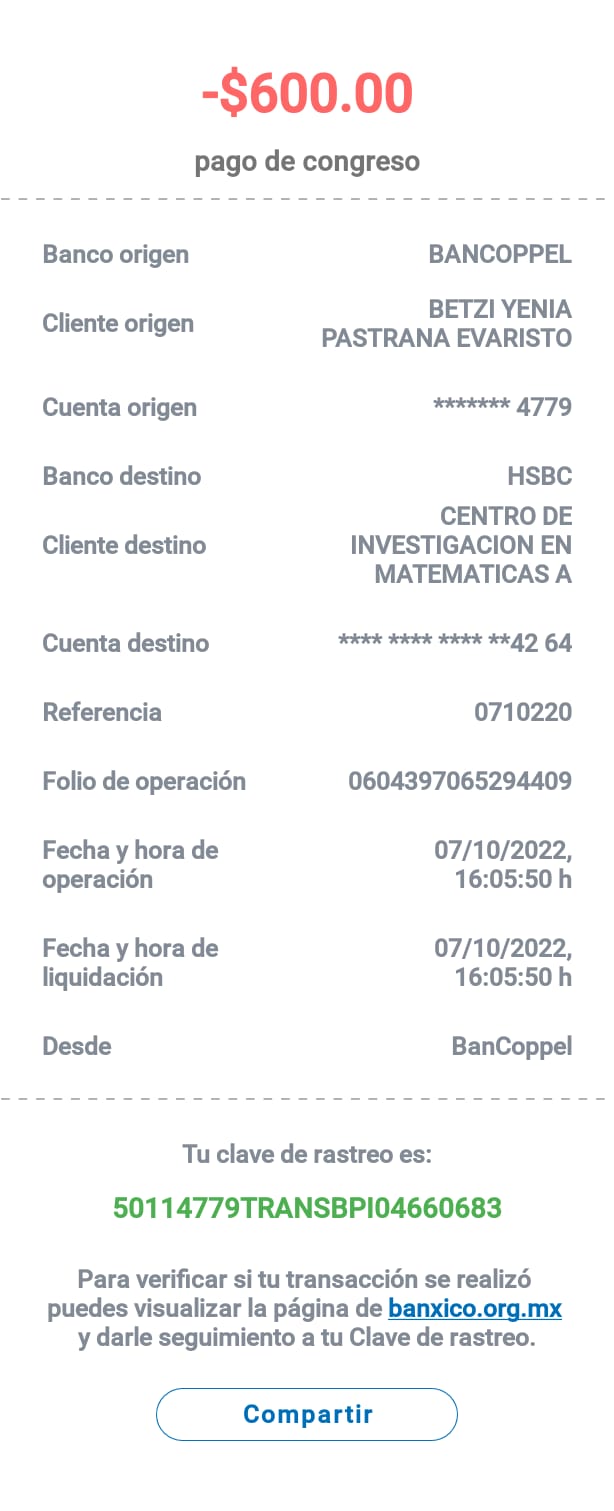 -$600.00
pago de congreso
Banco origen BANCOPPEL
Cliente origen BETZI YENIA
PASTRANA EVARISTO
Cuenta origen ******* 4779
Banco destino HSBC
Cliente destino CENTRO DE
INVESTIGACION EN
MATEMATICAS A
Cuenta destino **** **** **** **42 64
Referencia 0710220
Folio de operación 0604397065294409
Fecha y hora de 07/10/2022,
operación 16:05:50 h
Fecha y hora de 07/10/2022,
liquidación 16:05:50 h
Desde BanCoppel
Tu clave de rastreo es:
50114779TRANSBPI04660683
Para verificar si tu transacción se realizó
puedes visualizar la página de banxico.org.mx
y darle seguimiento a tu Clave de rastreo.
Compartir